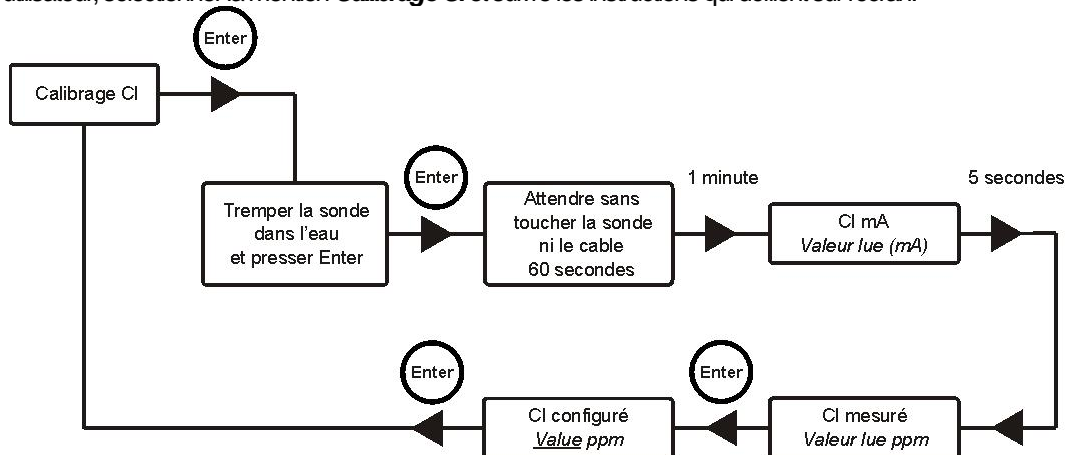 Enter
Calibrage Cl
Enter
1 minute
5 secondes
Tremper la sonde
dans l'eau
et presser Enter
Attendre sans
toucher la sonde
ni le cable
60 secondes
Cl mA
Valeur lue (mA)
Enter
Enter
Cl configuré
Value ppm
Cl mesuré
Valeur lue ppm